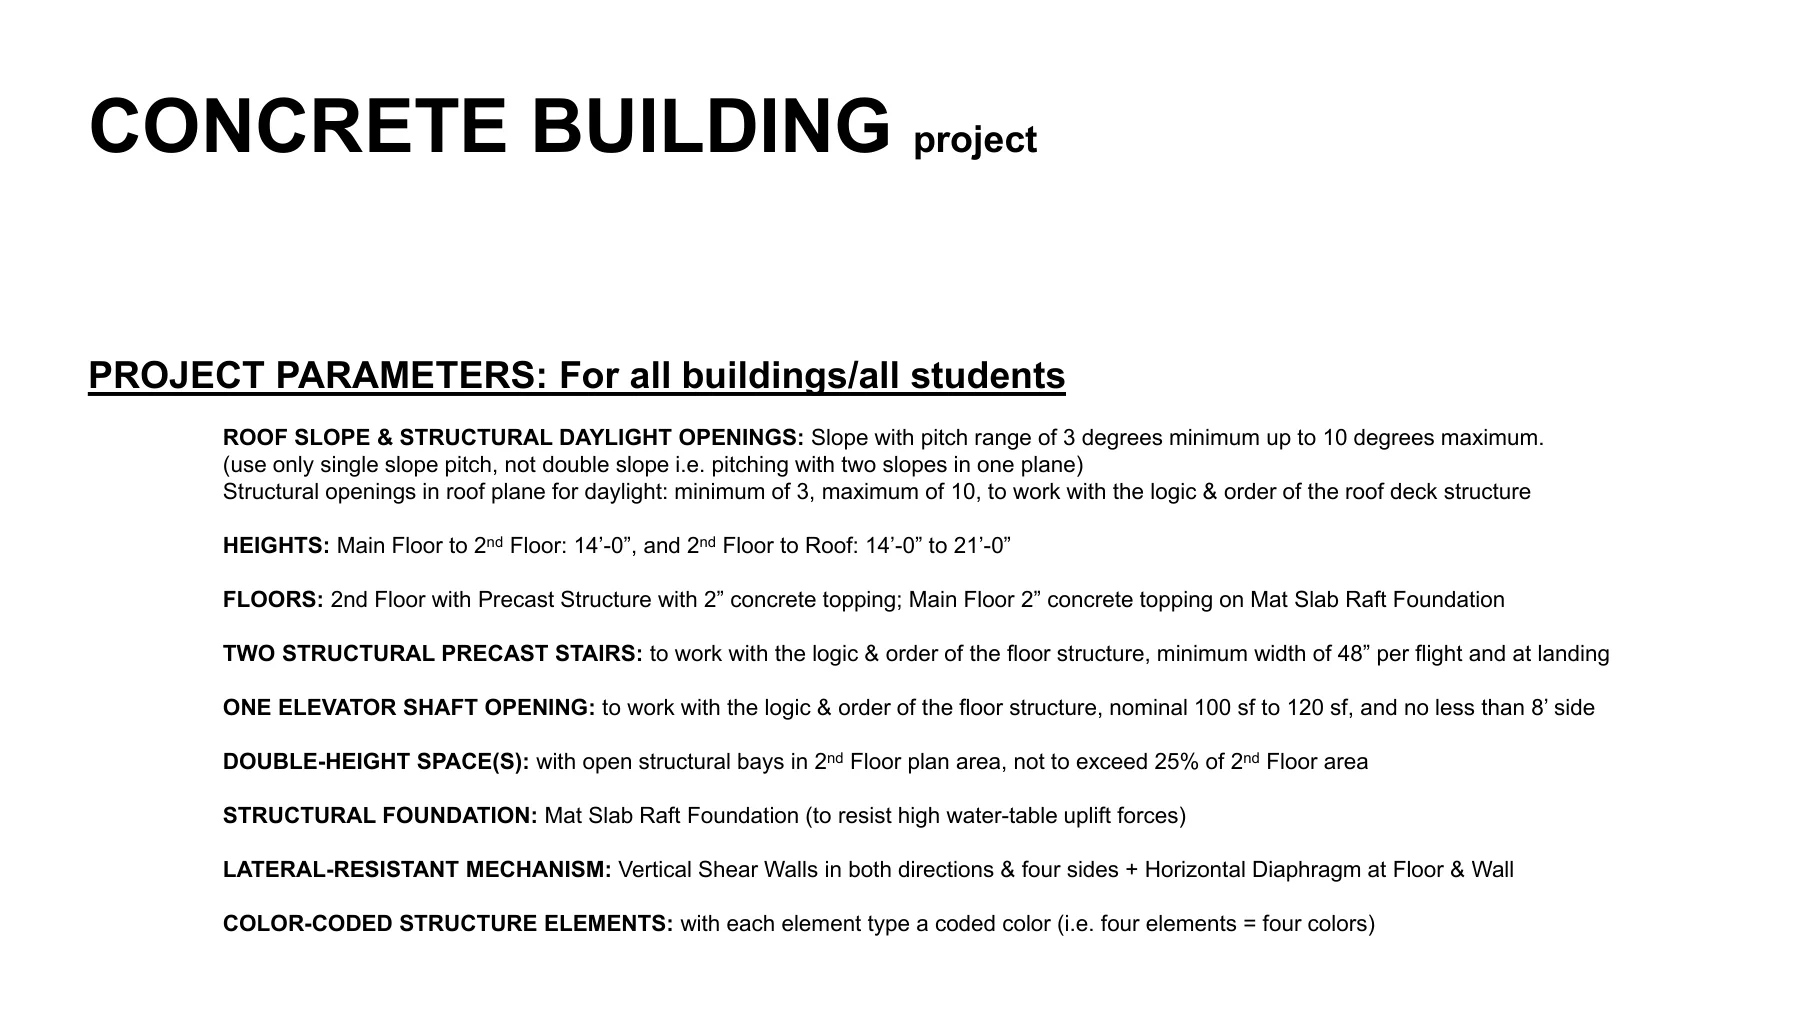 CONCRETE BUILDING project
PROJECT PARAMETERS: For all buildings/all students
ROOF SLOPE & STRUCTURAL DAYLIGHT OPENINGS: Slope with pitch range of 3 degrees minimum up to 10 degrees maximum.
(use only single slope pitch, not double slope i.e. pitching with two slopes in one plane)
Structural openings in roof plane for daylight: minimum of 3, maximum of 10, to work with the logic & order of the roof deck structure
HEIGHTS: Main Floor to 2nd Floor: 14’-0”, and 2nd Floor to Roof: 14’-0” to 21’-0”
FLOORS: 2nd Floor with Precast Structure with 2” concrete topping; Main Floor 2” concrete topping on Mat Slab Raft Foundation
TWO STRUCTURAL PRECAST STAIRS: to work with the logic & order of the floor structure, minimum width of 48” per flight and at landing
ONE ELEVATOR SHAFT OPENING: to work with the logic & order of the floor structure, nominal 100 sf to 120 sf, and no less than 8’ side
DOUBLE-HEIGHT SPACE(S): with open structural bays in 2nd Floor plan area, not to exceed 25% of 2nd Floor area
STRUCTURAL FOUNDATION: Mat Slab Raft Foundation (to resist high water-table uplift forces)
LATERAL-RESISTANT MECHANISM: Vertical Shear Walls in both directions & four sides + Horizontal Diaphragm at Floor & Wall
COLOR-CODED STRUCTURE ELEMENTS: with each element type a coded color (i.e. four elements = four colors)